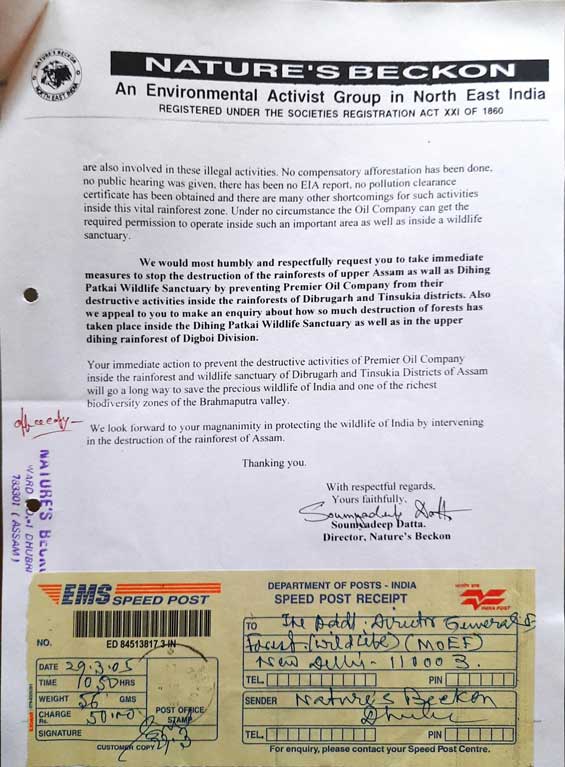 NATURE'S BECKON
NORTH EAST INDIA
NATURE'S BECKON
An Environmental Activist Group in North East India
REGISTERED UNDER THE SOCIETIES REGISTRATION ACT XXI OF 1860
are also involved in these illegal activities. No compensatory afforestation has been done,
no public hearing was given, there has been no EIA report, no pollution clearance
certificate has been obtained and there are many other shortcomings for such activities
inside this vital rainforest zone. Under no circumstance the Oil Company can get the
required permission to operate inside such an important area as well as inside a wildlife
sanctuary.
We would most humbly and respectfully request you to take immediate
measures to stop the destruction of the rainforests of upper Assam as wall as Dihing
Patkai Wildlife Sanctuary by preventing Premier Oil Company from their
destructive activities inside the rainforests of Dibrugarh and Tinsukia districts. Also
we appeal to you to make an enquiry about how so much destruction of forests has
taken place inside the Dihing Patkai Wildlife Sanctuary as well as in the upper
dihing rainforest of Digboi Division.
Your immediate action to prevent the destructive activities of Premier Oil Company
inside the rainforest and wildlife sanctuary of Dibrugarh and Tinsukia Districts of Assam
will go a long way to save the precious wildlife of India and one of the richest
biodiversity zones of the Brahmaputra valley.
office copy
We look forward to your magnanimity in protecting the wildlife of India by intervening
in the destruction of the rainforest of Assam.
Thanking you.
With respectful regards.
Yours faithfully.
Soumyadeep Datta
Soumyadeep Datta.
Director, Nature's Beckon
NATURE'S BECK
WARD NO.-1 DHUBRI
783301 (ASSAM)
EMS SPEED POST
NO. ED 84513817 3 IN
DATE 29.3.05
TIME 1050 HRS
WEIGHT 56 GMS
CHARGE Rs. 50
SIGNATURE
POST OFFICE STAMP
29.3
CUSTOMER COPY
DEPARTMENT OF POSTS - INDIA
SPEED POST RECEIPT
INDIA POST
TO The Addl. Director General of
Forest (Wildlife) (MOEF)
New Delhi - 110003.
TEL. PIN
SENDER Nature's Beckon
Dhubri
TEL. PIN
For enquiry, please contact your Speed Post Centre.